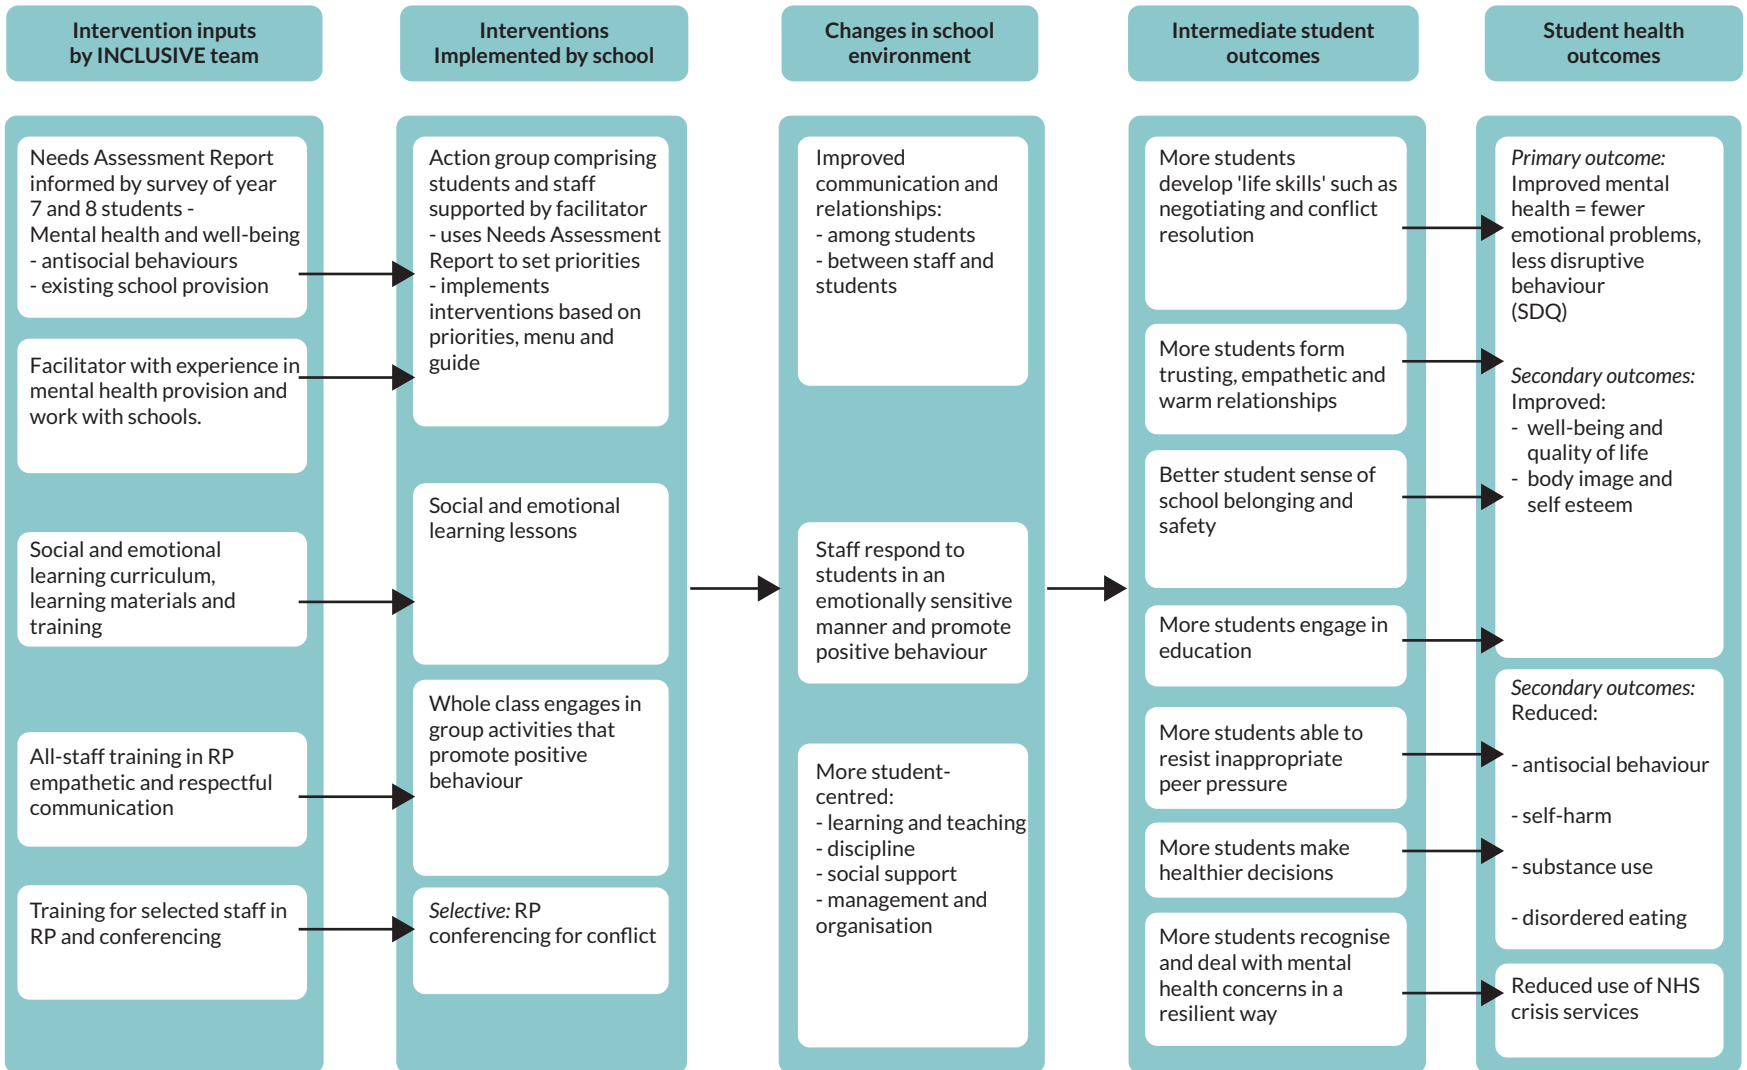 Intervention inputs
by INCLUSIVE team
Interventions
Implemented by school
Changes in school
environment
Intermediate student
outcomes
Student health
outcomes
Needs Assessment Report
informed by survey of year
7 and 8 students -
Mental health and well-being
- antisocial behaviours
- existing school provision
Facilitator with experience in
mental health provision and
work with schools.
Social and emotional
learning curriculum,
learning materials and
training
All-staff training in RP
empathetic and respectful
communication
Training for selected staff in
RP and conferencing
Action group comprising
students and staff
supported by facilitator
- uses Needs Assessment
Report to set priorities
- implements
interventions based on
priorities, menu and
guide
Social and emotional
learning lessons
Whole class engages in
group activities that
promote positive
behaviour
Selective: RP
conferencing for conflict
Improved
communication and
relationships:
- among students
- between staff and
students
Staff respond to
students in an
emotionally sensitive
manner and promote
positive behaviour
More student-
centred:
- learning and teaching
- discipline
- social support
- management and
organisation
More students
develop 'life skills' such as
negotiating and conflict
resolution
More students form
trusting, empathetic and
warm relationships
Better student sense of
school belonging and
safety
More students engage in
education
More students able to
resist inappropriate
peer pressure
More students make
healthier decisions
More students recognise
and deal with mental
health concerns in a
resilient way
Primary outcome:
Improved mental
health = fewer
emotional problems,
less disruptive
behaviour
(SDQ)
Secondary outcomes:
Improved:
- well-being and
quality of life
- body image and
self esteem
Secondary outcomes:
Reduced:
- antisocial behaviour
- self-harm
- substance use
- disordered eating
Reduced use of NHS
crisis services